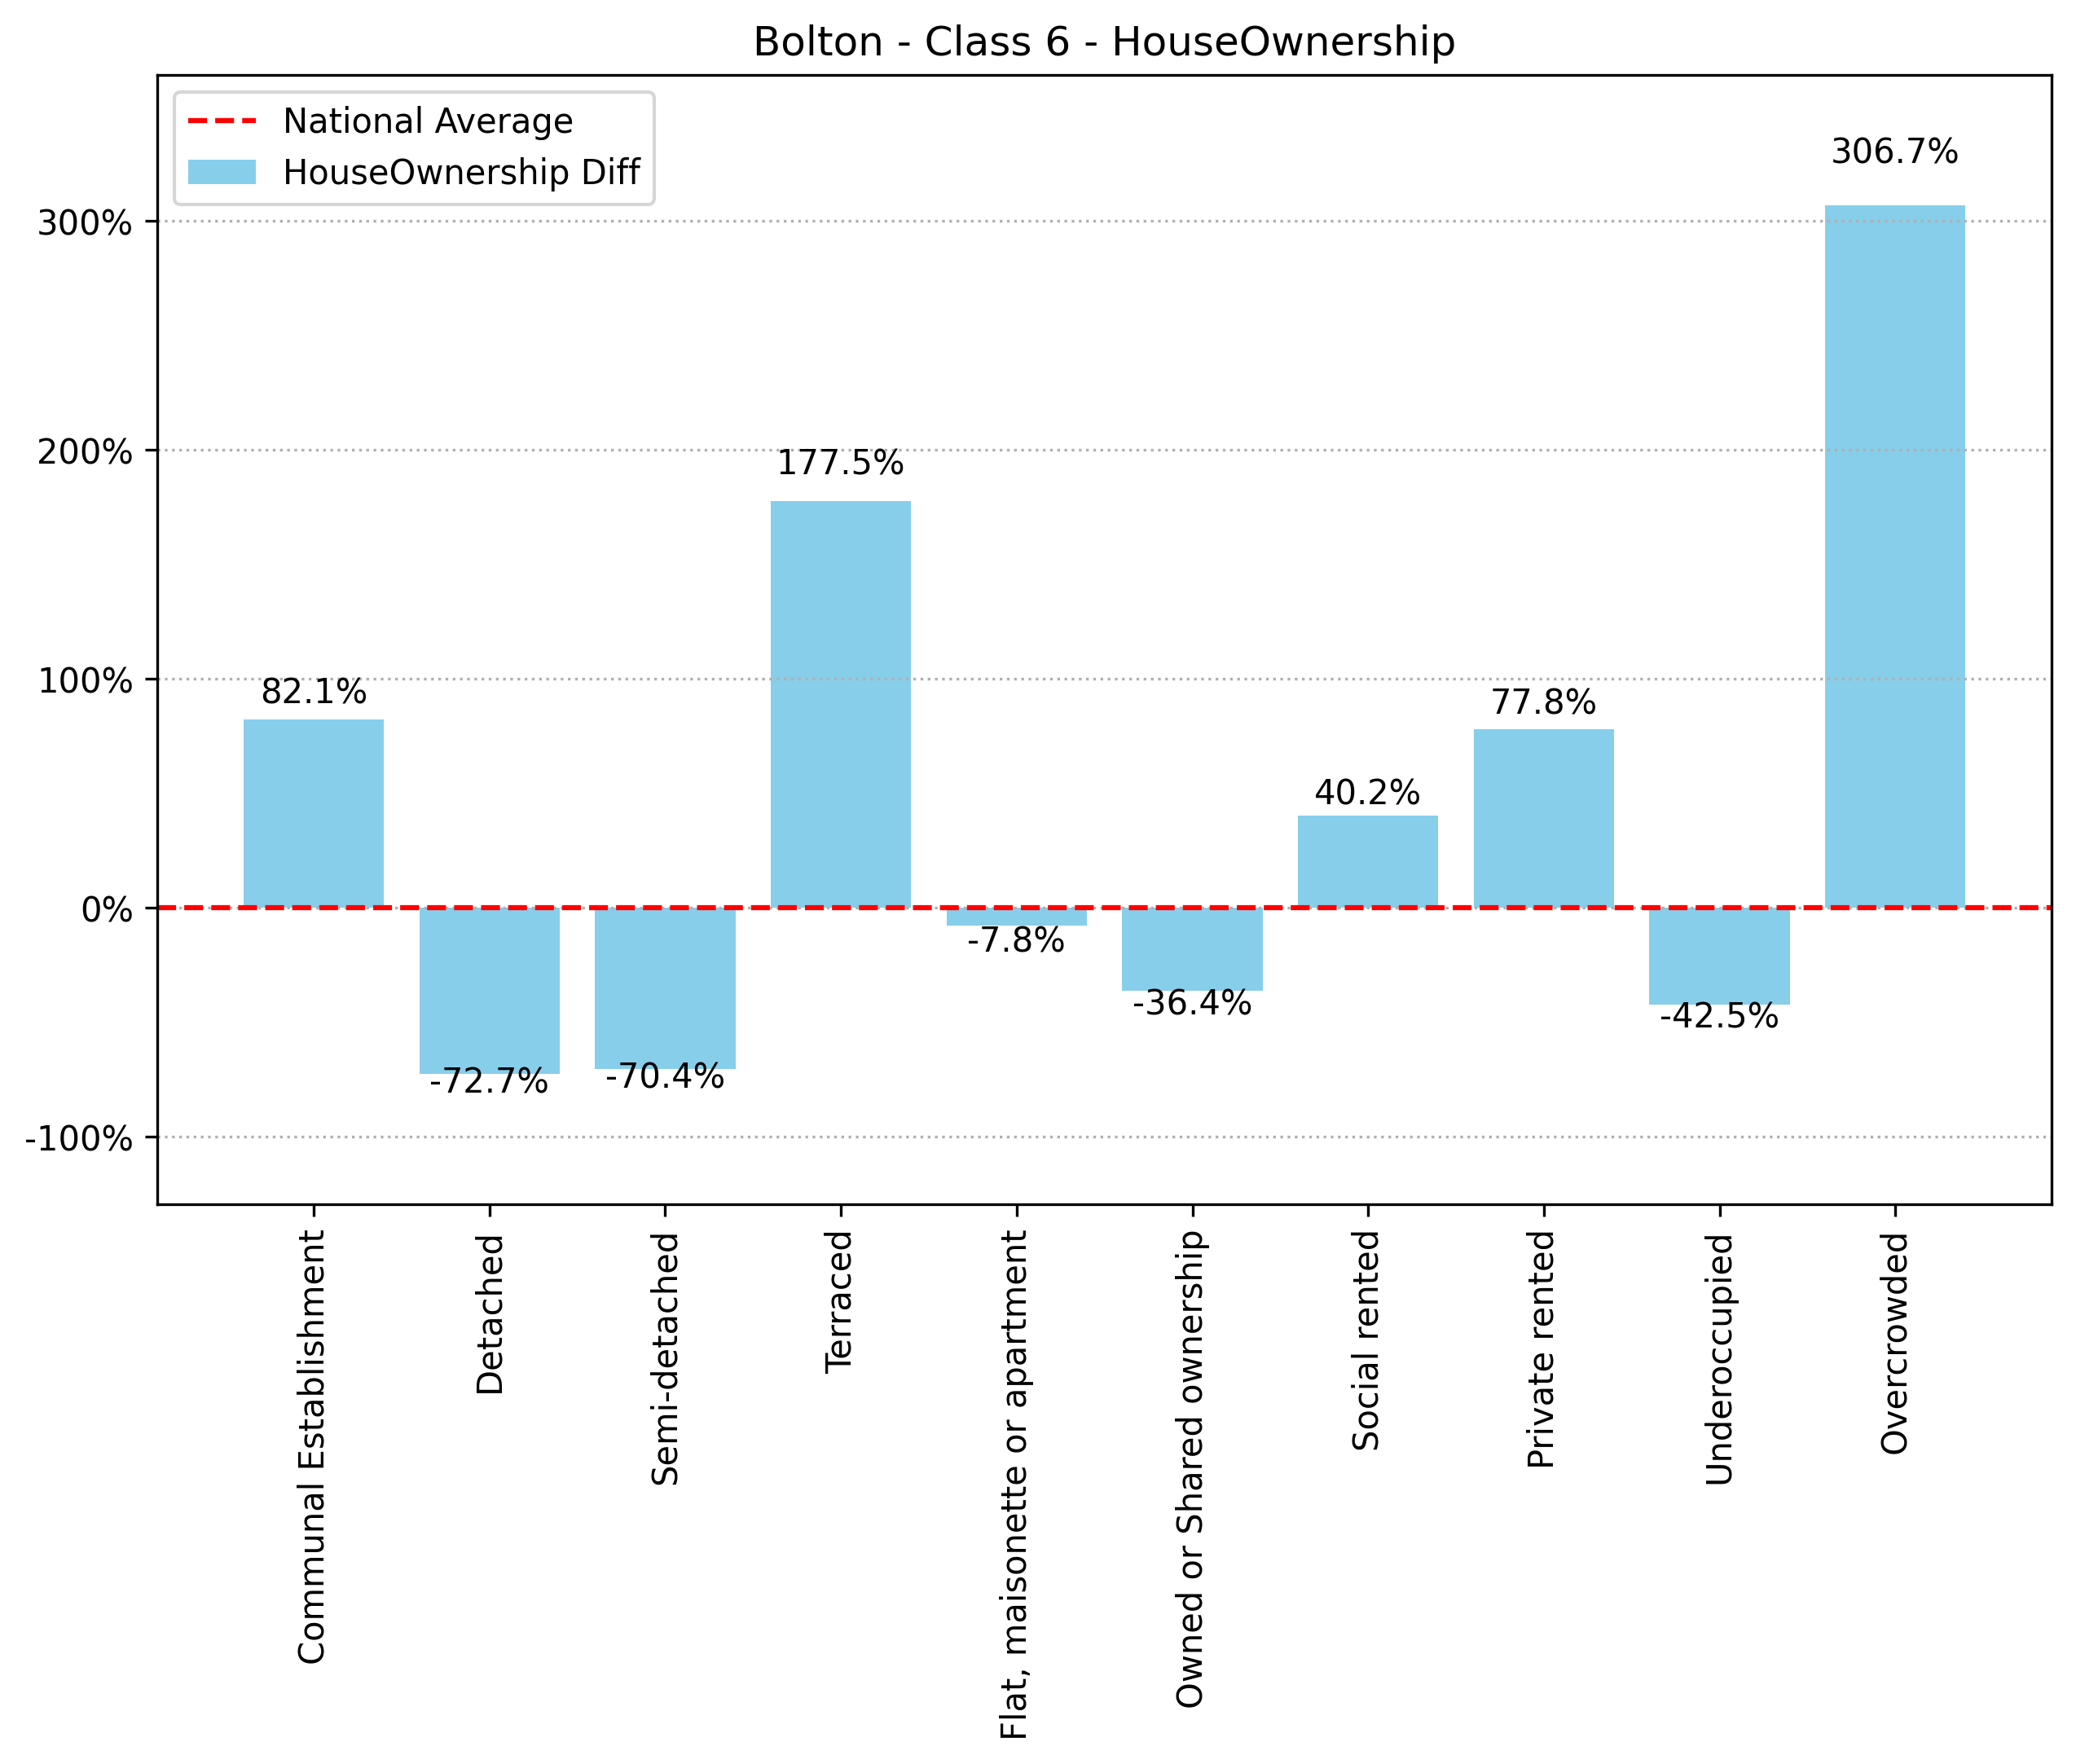 Bolton - Class 6 - HouseOwnership
National Average
HouseOwnership Diff
300%
200%
100%
0%
-100%
82.1%
-72.7%
-70.4%
177.5%
-7.8%
-36.4%
40.2%
77.8%
-42.5%
306.7%
Communal Establishment
Detached
Semi-detached
Terraced
Flat, maisonette or apartment
Owned or Shared ownership
Social rented
Private rented
Underoccupied
Overcrowded